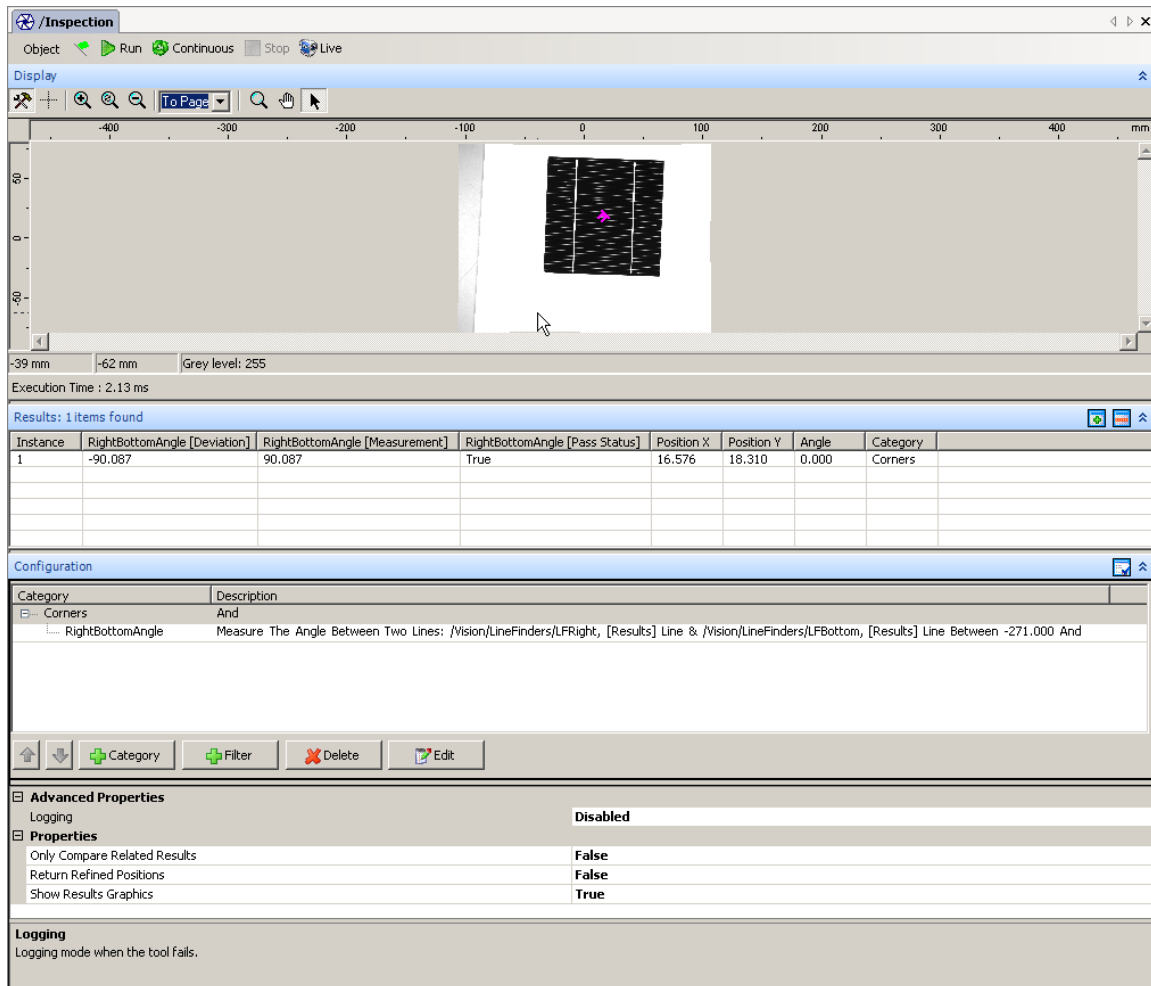 /Inspection
Object Run Continuous Stop Live
Display
To Page
-400 -300 -200 -100 0 100 200 300 400 mm
50
0
-50
-39 mm -62 mm Grey level: 255
Execution Time : 2.13 ms
Results: 1 items found
Instance RightBottomAngle [Deviation] RightBottomAngle [Measurement] RightBottomAngle [Pass Status] Position X Position Y Angle Category
1 -90.087 90.087 True 16.576 18.310 0.000 Corners
Configuration
Category Description
Corners And
RightBottomAngle Measure The Angle Between Two Lines: /Vision/LineFinders/LFRight, [Results] Line & /Vision/LineFinders/LFBottom, [Results] Line Between -271.000 And
Category Filter Delete Edit
Advanced Properties
Logging Disabled
Properties
Only Compare Related Results False
Return Refined Positions False
Show Results Graphics True
Logging
Logging mode when the tool fails.